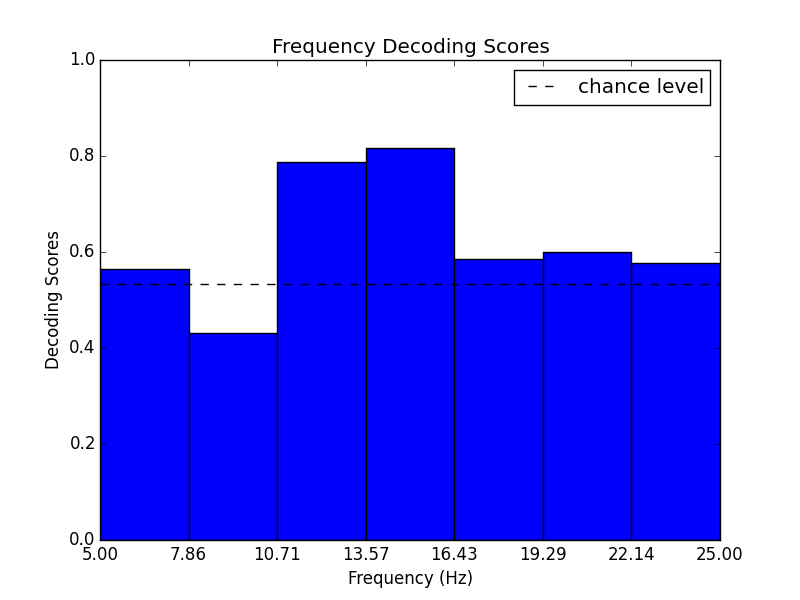 Frequency Decoding Scores
chance level
1.0
0.8
0.6
0.4
0.2
0.0
Decoding Scores
5.00 7.86 10.71 13.57 16.43 19.29 22.14 25.00
Frequency (Hz)